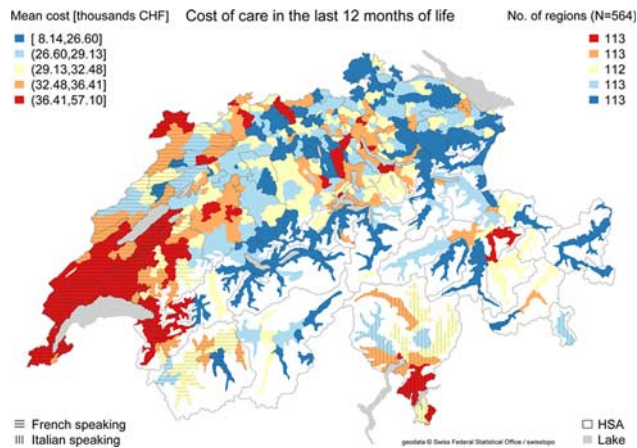 Mean cost [thousands CHF]
Cost of care in the last 12 months of life
No. of regions (N=564)
[ 8.14,26.60]
(26.60,29.13]
(29.13,32.48]
(32.48,36.41]
(36.41,57.10]
113
113
112
113
113
French speaking
Italian speaking
HSA
Lake
geodata © Swiss Federal Statistical Office / swisstopo